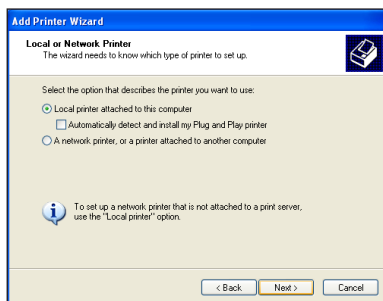 Add Printer Wizard
Local or Network Printer
The wizard needs to know which type of printer to set up.
Select the option that describes the printer you want to use:
Local printer attached to this computer
Automatically detect and install my Plug and Play printer
A network printer, or a printer attached to another computer
To set up a network printer that is not attached to a print server,
use the "Local printer" option.
< Back Next > Cancel